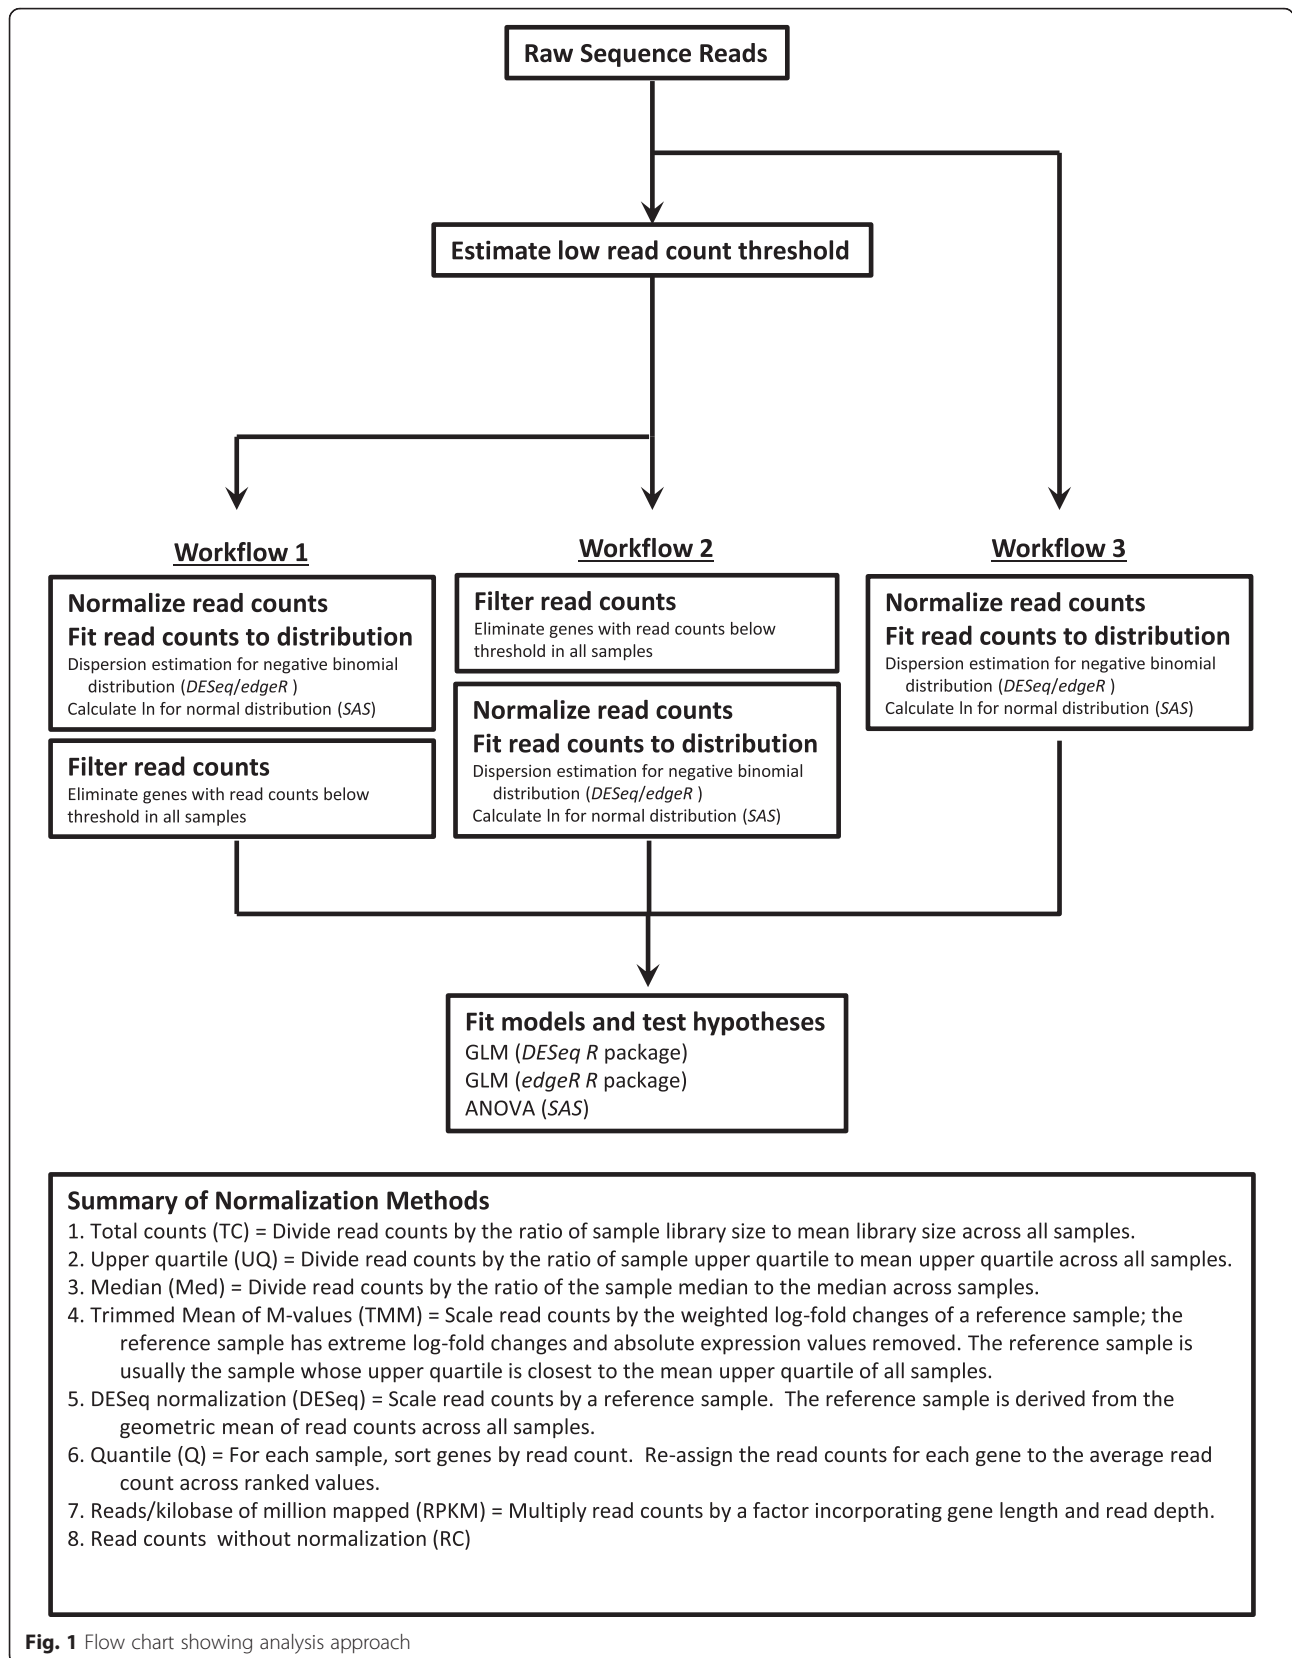 Raw Sequence Reads
Estimate low read count threshold
Workflow 1
Normalize read counts
Fit read counts to distribution
Dispersion estimation for negative binomial
distribution (DESeq/edgeR )
Calculate ln for normal distribution (SAS)
Filter read counts
Eliminate genes with read counts below
threshold in all samples
Workflow 2
Filter read counts
Eliminate genes with read counts below
threshold in all samples
Normalize read counts
Fit read counts to distribution
Dispersion estimation for negative binomial
distribution (DESeq/edgeR )
Calculate ln for normal distribution (SAS)
Workflow 3
Normalize read counts
Fit read counts to distribution
Dispersion estimation for negative binomial
distribution (DESeq/edgeR )
Calculate ln for normal distribution (SAS)
Fit models and test hypotheses
GLM (DESeq R package)
GLM (edgeR R package)
ANOVA (SAS)
Summary of Normalization Methods
1. Total counts (TC) = Divide read counts by the ratio of sample library size to mean library size across all samples.
2. Upper quartile (UQ) = Divide read counts by the ratio of sample upper quartile to mean upper quartile across all samples.
3. Median (Med) = Divide read counts by the ratio of the sample median to the median across samples.
4. Trimmed Mean of M-values (TMM) = Scale read counts by the weighted log-fold changes of a reference sample; the
reference sample has extreme log-fold changes and absolute expression values removed. The reference sample is
usually the sample whose upper quartile is closest to the mean upper quartile of all samples.
5. DESeq normalization (DESeq) = Scale read counts by a reference sample. The reference sample is derived from the
geometric mean of read counts across all samples.
6. Quantile (Q) = For each sample, sort genes by read count. Re-assign the read counts for each gene to the average read
count across ranked values.
7. Reads/kilobase of million mapped (RPKM) = Multiply read counts by a factor incorporating gene length and read depth.
8. Read counts without normalization (RC)
Fig. 1 Flow chart showing analysis approach